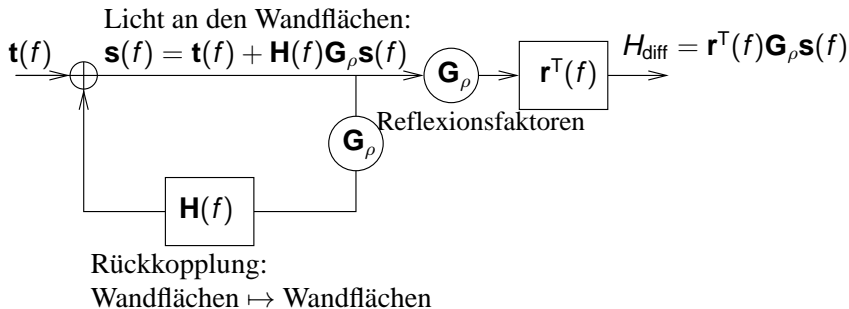 Licht an den Wandflächen:
t(f)
s(f) = t(f) + H(f)G_ρs(f)
G_ρ
r^T(f)
H_diff = r^T(f)G_ρs(f)
Reflexionsfaktoren
G_ρ
H(f)
Rückkopplung:
Wandflächen ↦ Wandflächen